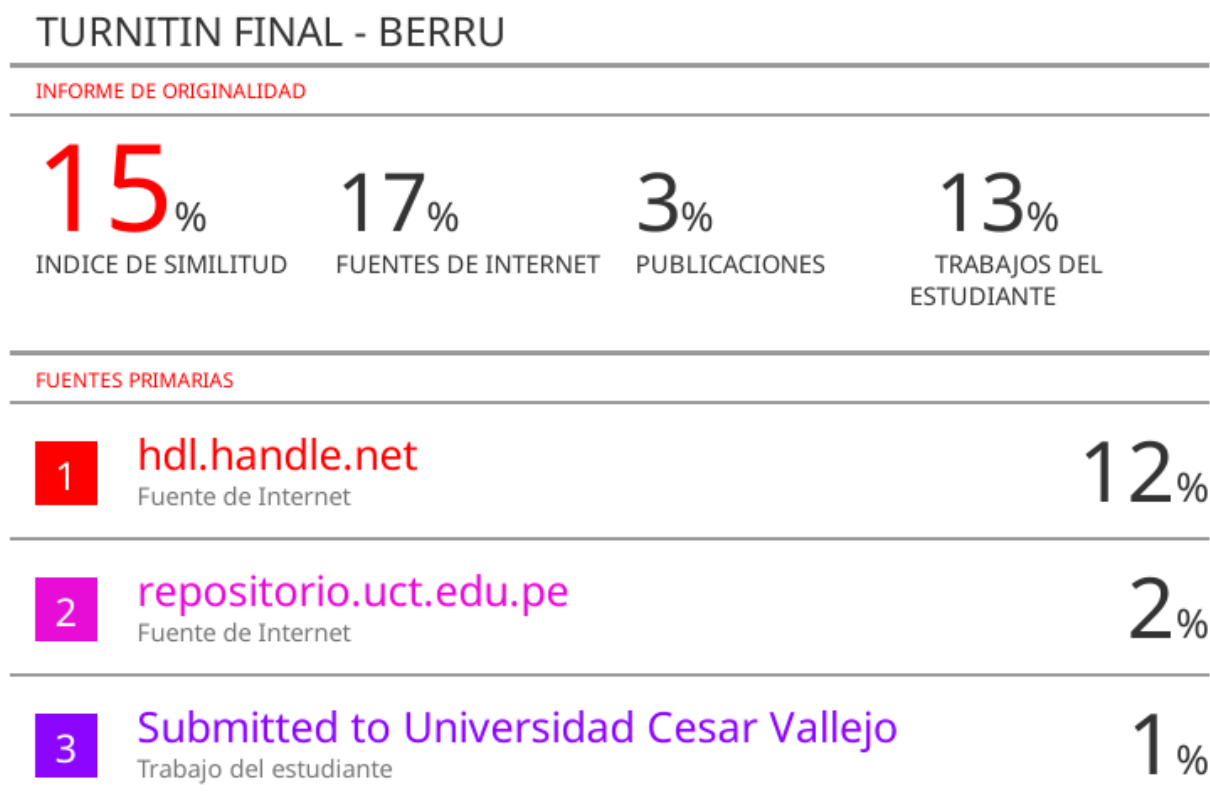 TURNITIN FINAL - BERRU
INFORME DE ORIGINALIDAD
15% 17% 3% 13%
INDICE DE SIMILITUD FUENTES DE INTERNET PUBLICACIONES TRABAJOS DEL
ESTUDIANTE
FUENTES PRIMARIAS
1 hdl.handle.net 12%
Fuente de Internet
2 repositorio.uct.edu.pe 2%
Fuente de Internet
3 Submitted to Universidad Cesar Vallejo 1%
Trabajo del estudiante